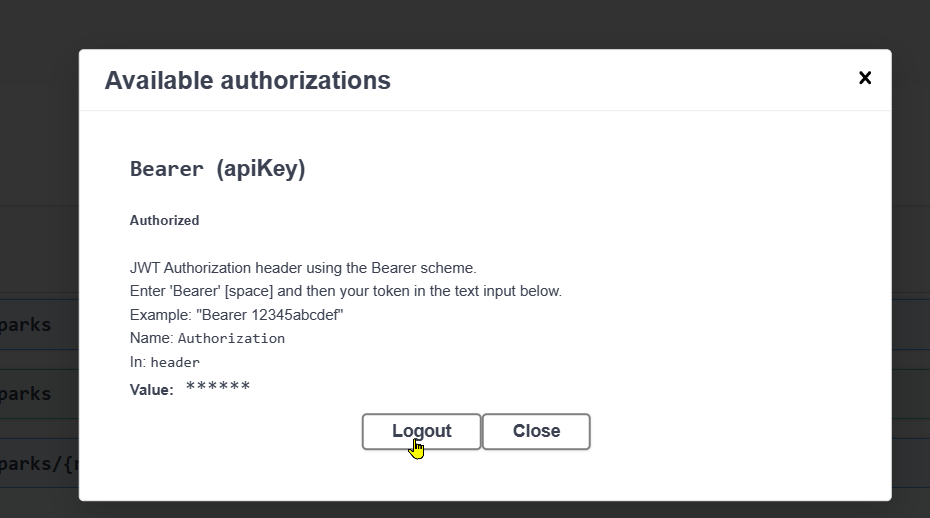 Available authorizations
Bearer (apiKey)
Authorized
JWT Authorization header using the Bearer scheme.
Enter 'Bearer' [space] and then your token in the text input below.
Example: "Bearer 12345abcdef"
parks
Name: Authorization
In: header
Value: ******
parks
Logout Close
parks/{